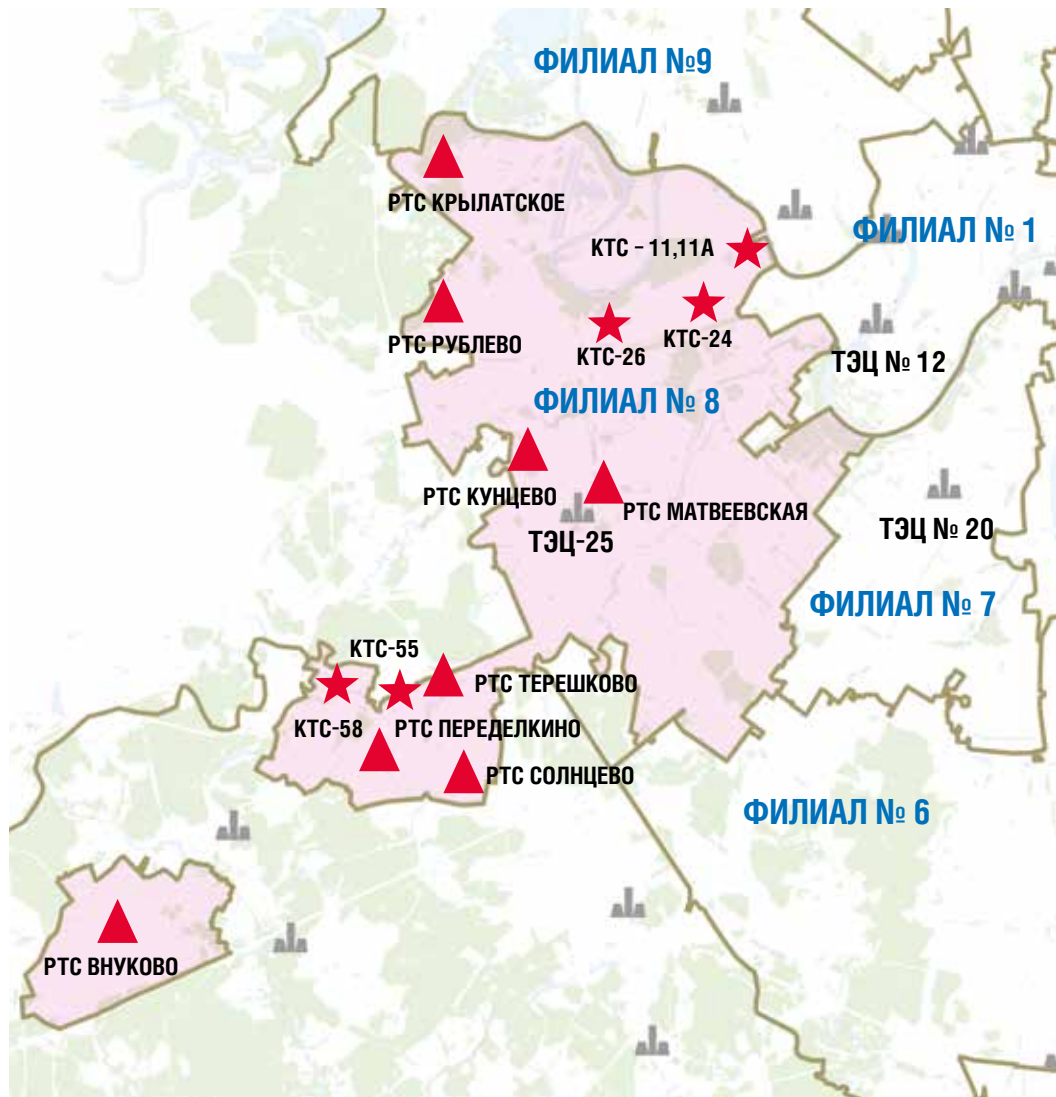 ФИЛИАЛ №9
РТС КРЫЛАТСКОЕ
ФИЛИАЛ № 1
КТС – 11,11А
РТС РУБЛЕВО
КТС-26
КТС-24
ТЭЦ № 12
ФИЛИАЛ № 8
РТС КУНЦЕВО
РТС МАТВЕЕВСКАЯ
ТЭЦ-25
ТЭЦ № 20
ФИЛИАЛ № 7
КТС-55
РТС ТЕРЕШКОВО
КТС-58
РТС ПЕРЕДЕЛКИНО
РТС СОЛНЦЕВО
ФИЛИАЛ № 6
РТС ВНУКОВО